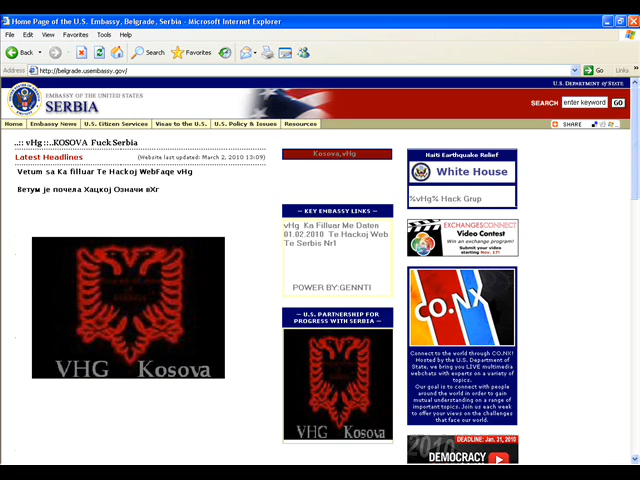 Home Page of the U.S. Embassy, Belgrade, Serbia - Microsoft Internet Explorer
File Edit View Favorites Tools Help
Back Search Favorites
Address http://belgrade.usembassy.gov/ Go Links
U.S. DEPARTMENT OF STATE
EMBASSY OF THE UNITED STATES
SERBIA
SEARCH enter keyword GO
Home Embassy News U.S. Citizen Services Visas to the U.S. U.S. Policy & Issues Resources SHARE
..:: vHg ::..KOSOVA Fuck Serbia
Latest Headlines (Website last updated: March 2, 2010 13:09)
Vetum sa Ka filluar Te Hackoj WebFaqe vHg
Ветум је почела Хацкој Означи вХг
VHG Kosova
Kosova,vHg
— KEY EMBASSY LINKS —
vHg Ka Filluar Me Daten
01.02.2010 Te Hackoj Web
Te Serbis Nr1
POWER BY:GENNTI
— U.S. PARTNERSHIP FOR
PROGRESS WITH SERBIA —
VHG Kosova
Haiti Earthquake Relief
White House
%vHg% Hack Grup
EXCHANGESCONNECT
Video Contest
Win an exchange program!
Submit your video
starting Nov. 17!
CO.NX
Connect to the world through CO.NX!
Hosted by the U.S. Department of
State, we bring you LIVE multimedia
webchats with experts on a variety of
topics.
Our goal is to connect with people
around the world in order to gain
mutual understanding on a range of
important topics. Join us each week
to offer your views on the challenges
that face our world.
DEADLINE: Jan. 31, 2010
2010
DEMOCRACY